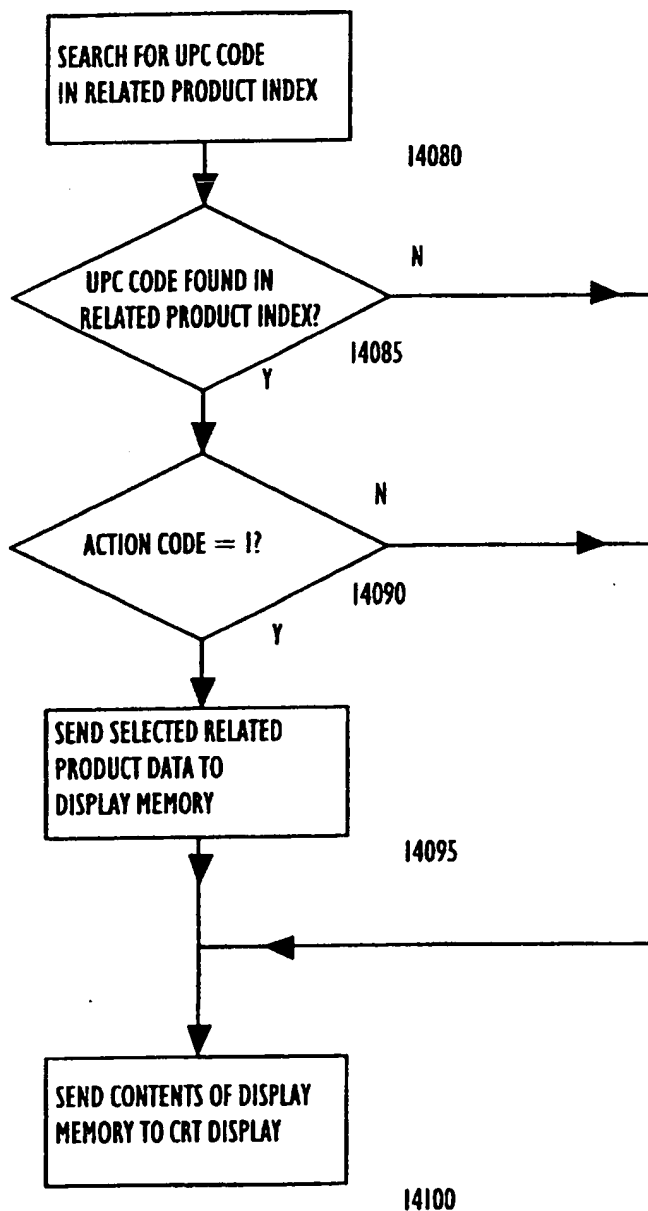 SEARCH FOR UPC CODE
IN RELATED PRODUCT INDEX
14080
N
UPC CODE FOUND IN
RELATED PRODUCT INDEX?
14085
Y
N
ACTION CODE = 1?
14090
Y
SEND SELECTED RELATED
PRODUCT DATA TO
DISPLAY MEMORY
14095
SEND CONTENTS OF DISPLAY
MEMORY TO CRT DISPLAY
14100